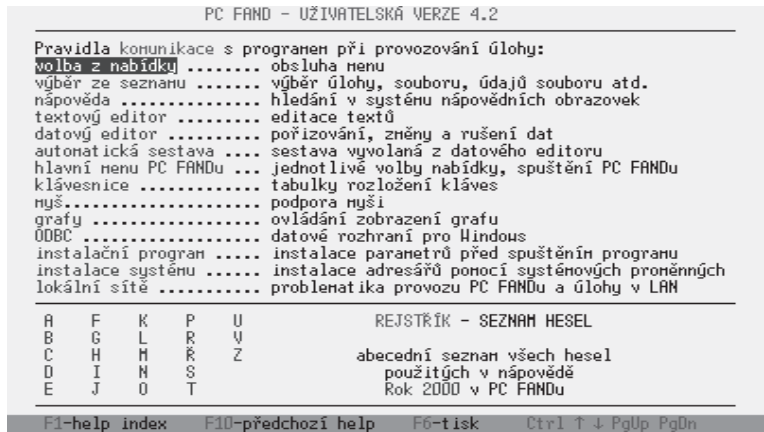 PC FAND - UŽIVATELSKÁ VERZE 4.2
Pravidla komunikace s programem při provozování úlohy:
volba z nabídky ........ obsluha menu
výběr ze seznamu ....... výběr úlohy, souboru, údajů souboru atd.
nápověda ............... hledání v systému nápovědních obrazovek
textový editor ......... editace textů
datový editor .......... pořizování, změny a rušení dat
automatická sestava .... sestava vyvolaná z datového editoru
hlavní menu PC FANDu ... jednotlivé volby nabídky, spuštění PC FANDu
klávesnice ............. tabulky rozložení kláves
myš..................... podpora myši
grafy .................. ovládání zobrazení grafu
ODBC ................... datové rozhraní pro Windows
instalační program ..... instalace parametrů před spuštěním programu
instalace systému ...... instalace adresářů pomocí systémových proměnných
lokální sítě ........... problematika provozu PC FANDu a úlohy v LAN
A F K P U REJSTŘÍK - SEZNAM HESEL
B G L R V
C H M Ř Z abecední seznam všech hesel
D I N S použitých v nápovědě
E J O T Rok 2000 v PC FANDu
F1-help index F10-předchozí help F6-tisk Ctrl ↑ ↓ PgUp PgDn